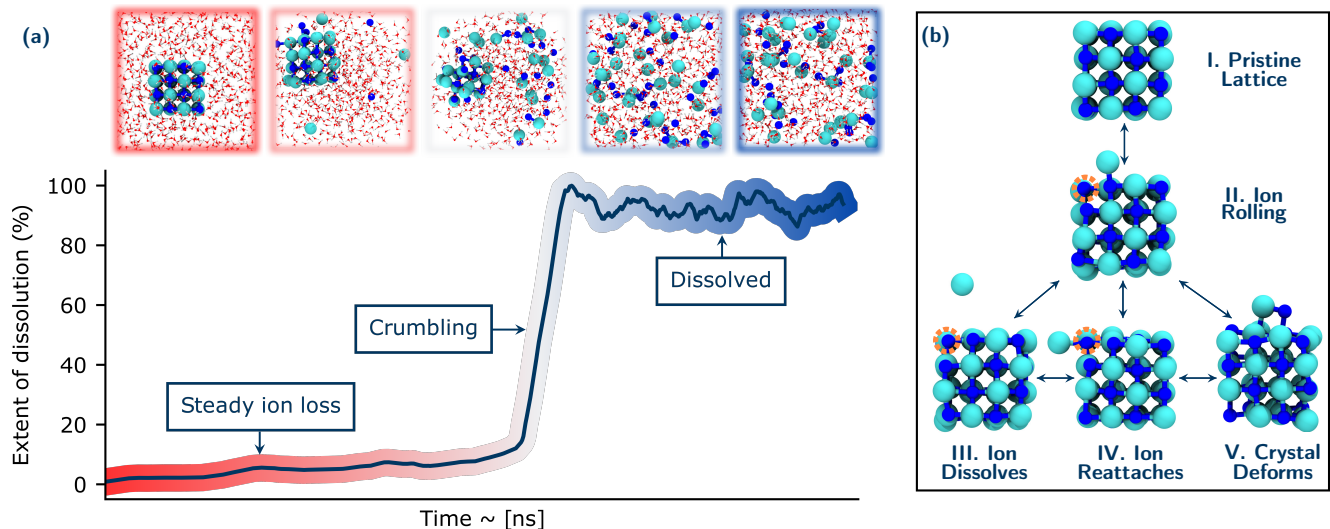 (a)
Extent of dissolution (%)
100
80
60
40
20
0
Steady ion loss
Crumbling
Dissolved
Time ~ [ns]
(b)
I. Pristine
Lattice
II. Ion
Rolling
III. Ion
Dissolves
IV. Ion
Reattaches
V. Crystal
Deforms